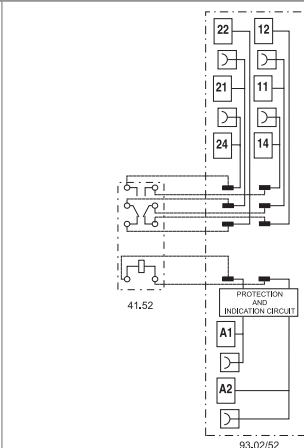 22 12
21 11
24 14
41.52
PROTECTION
AND
INDICATION CIRCUIT
A1
A2
93.02/52